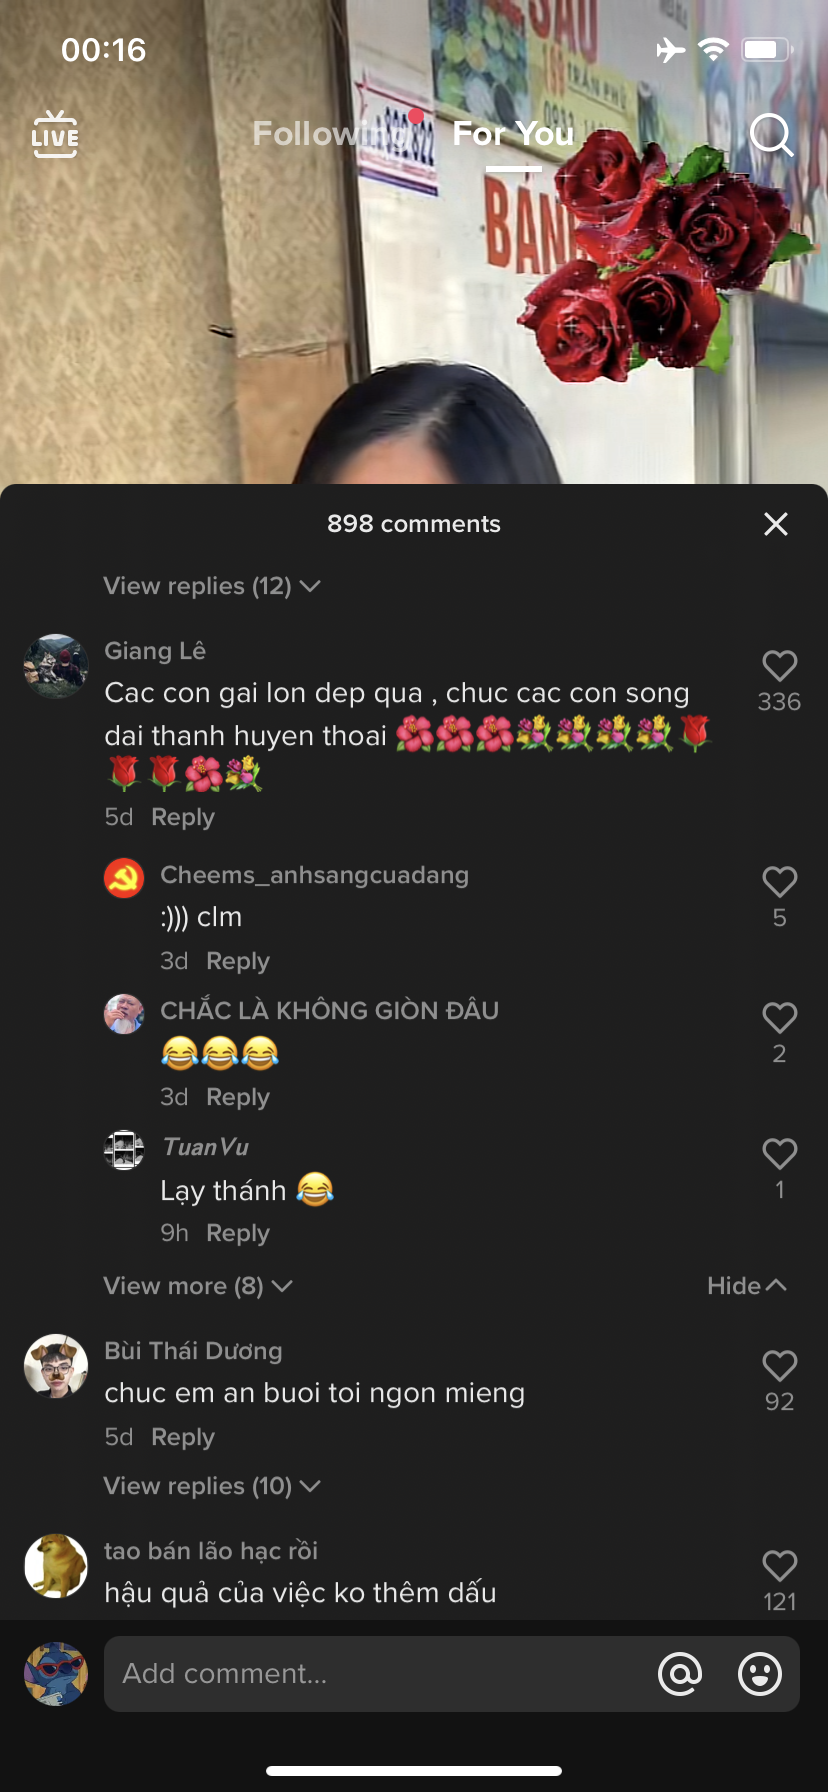 00:16
LIVE
Following
For You
BÁN
898 comments
View replies (12)
Giang Lê
Cac con gai lon dep qua , chuc cac con song
dai thanh huyen thoai 🌺🌺🌺💐💐💐💐🌹
🌹🌹🌺💐
336
5d Reply
Cheems_anhsangcuadang
:))) clm
5
3d Reply
CHẮC LÀ KHÔNG GIÒN ĐÂU
😂😂😂
2
3d Reply
TuanVu
Lạy thánh 😂
1
9h Reply
View more (8)
Hide
Bùi Thái Dương
chuc em an buoi toi ngon mieng
92
5d Reply
View replies (10)
tao bán lão hạc rồi
hậu quả của việc ko thêm dấu
121
Add comment...